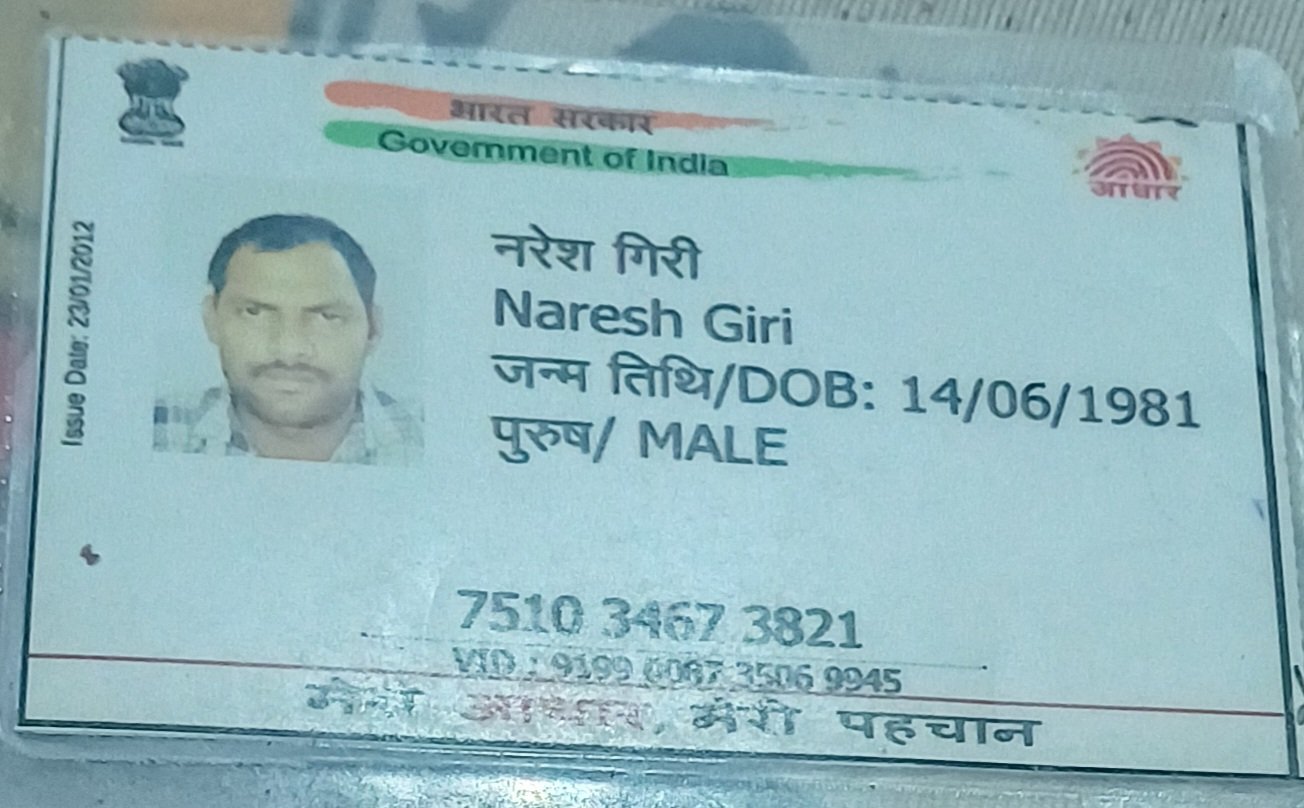 भारत सरकार
Government of India
आधार
Issue Date: 23/01/2012
नरेश गिरी
Naresh Giri
जन्म तिथि/DOB: 14/06/1981
पुरुष/ MALE
7510 3467 3821
VID : 9199 6087 3506 9945
मेरा आधार, मेरी पहचान